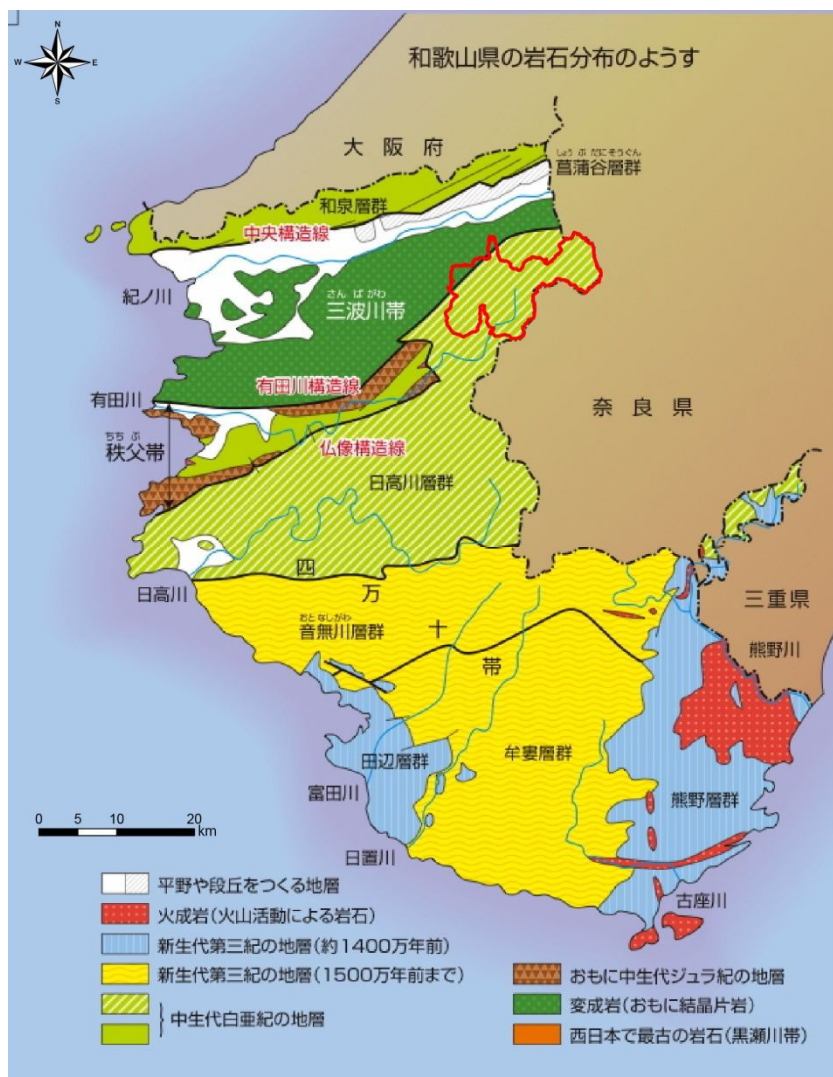 N
W
E
S
和歌山県の岩石分布のようす
大阪府
しょうぶだにそうぐん
菖蒲谷層群
和泉層群
中央構造線
紀ノ川
さんばがわ
三波川帯
有田川構造線
有田川
奈良県
ちちぶ
秩父帯
仏像構造線
日高川層群
四
万
十
帯
日高川
三重県
おとなしがわ
音無川層群
熊野川
田辺層群
牟婁層群
富田川
熊野層群
0 5 10 20
km
日置川
古座川
平野や段丘をつくる地層
火成岩(火山活動による岩石)
新生代第三紀の地層(約1400万年前)
新生代第三紀の地層(1500万年前まで)
中生代白亜紀の地層
おもに中生代ジュラ紀の地層
変成岩(おもに結晶片岩)
西日本で最古の岩石(黒瀬川帯)